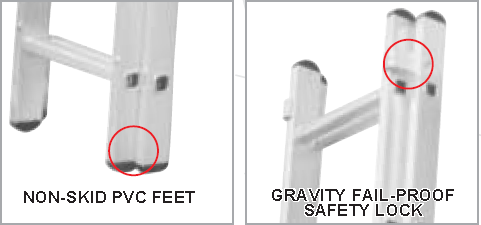 NON-SKID PVC FEET
GRAVITY FAIL-PROOF
SAFETY LOCK